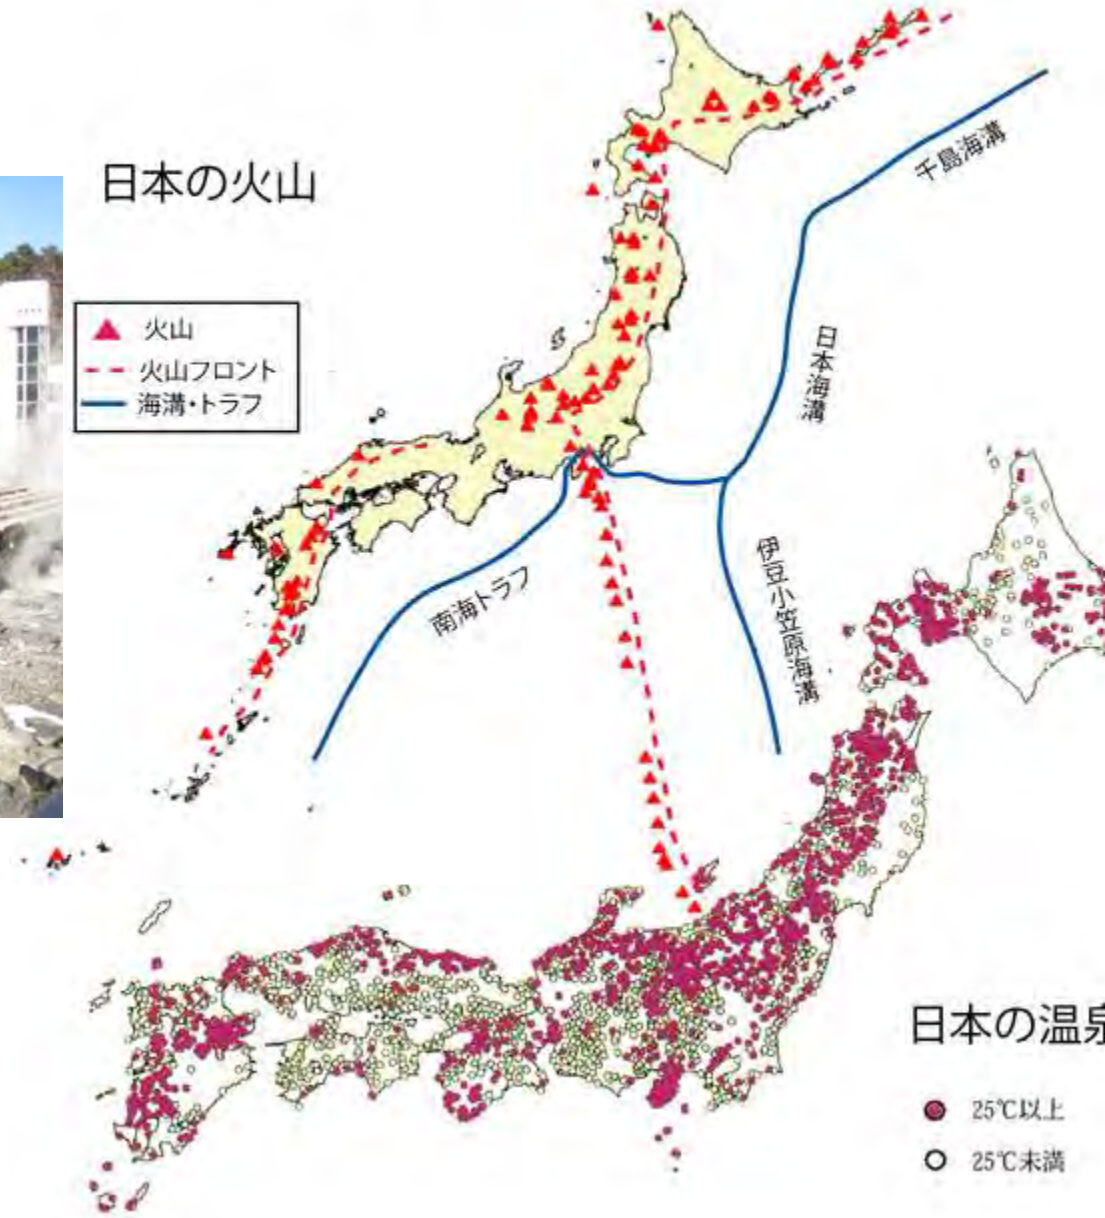 日本の火山
火山
火山フロント
海溝・トラフ
千島海溝
日本海溝
伊豆小笠原海溝
南海トラフ
日本の温泉
25℃以上
25℃未満